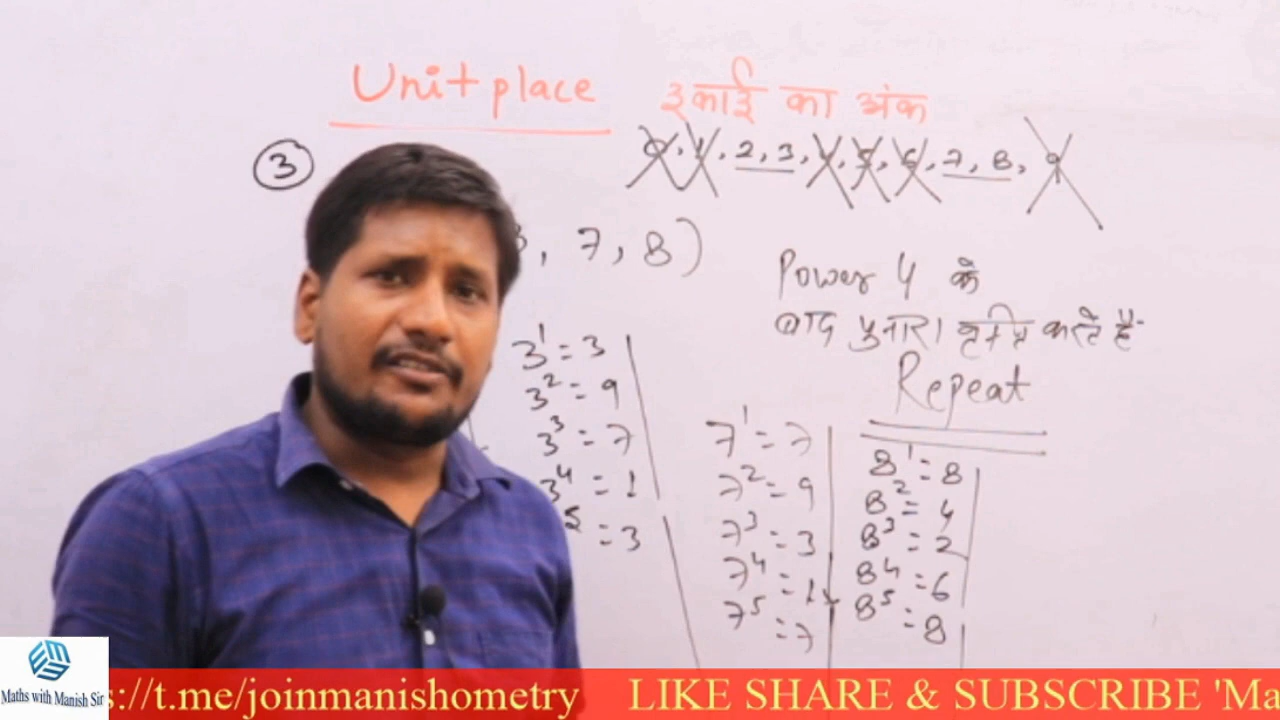 Unit place इकाई का अंक
③
0, 1, 2, 3, 4, 5, 6, 7, 8, 9
, 7, 8)
Power 4 के
बाद करते है
Repeat
3¹ = 3
3² = 9
3³ = 7
3⁴ = 1
⁵ = 3
7¹ = 7
7² = 9
7³ = 3
7⁴ = 1
7⁵ = 7
8¹ = 8
8² = 4
8³ = 2
8⁴ = 6
8⁵ = 8
Maths with Manish Sir
s://t.me/joinmanishometry LIKE SHARE & SUBSCRIBE 'Ma